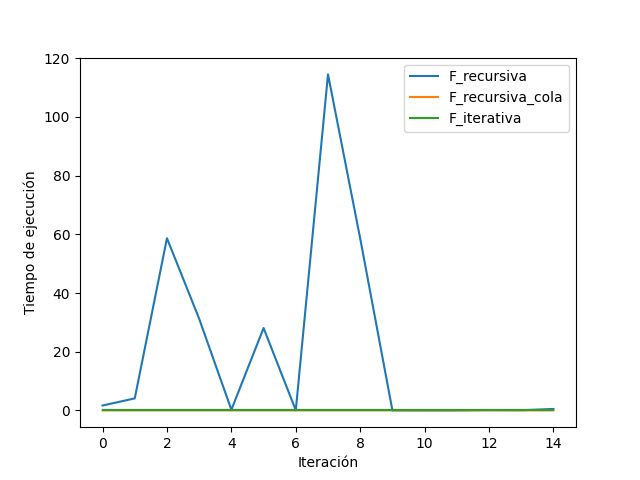 F_recursiva
F_recursiva_cola
F_iterativa
120
100
80
60
40
20
0
Tiempo de ejecución
0 2 4 6 8 10 12 14
Iteración